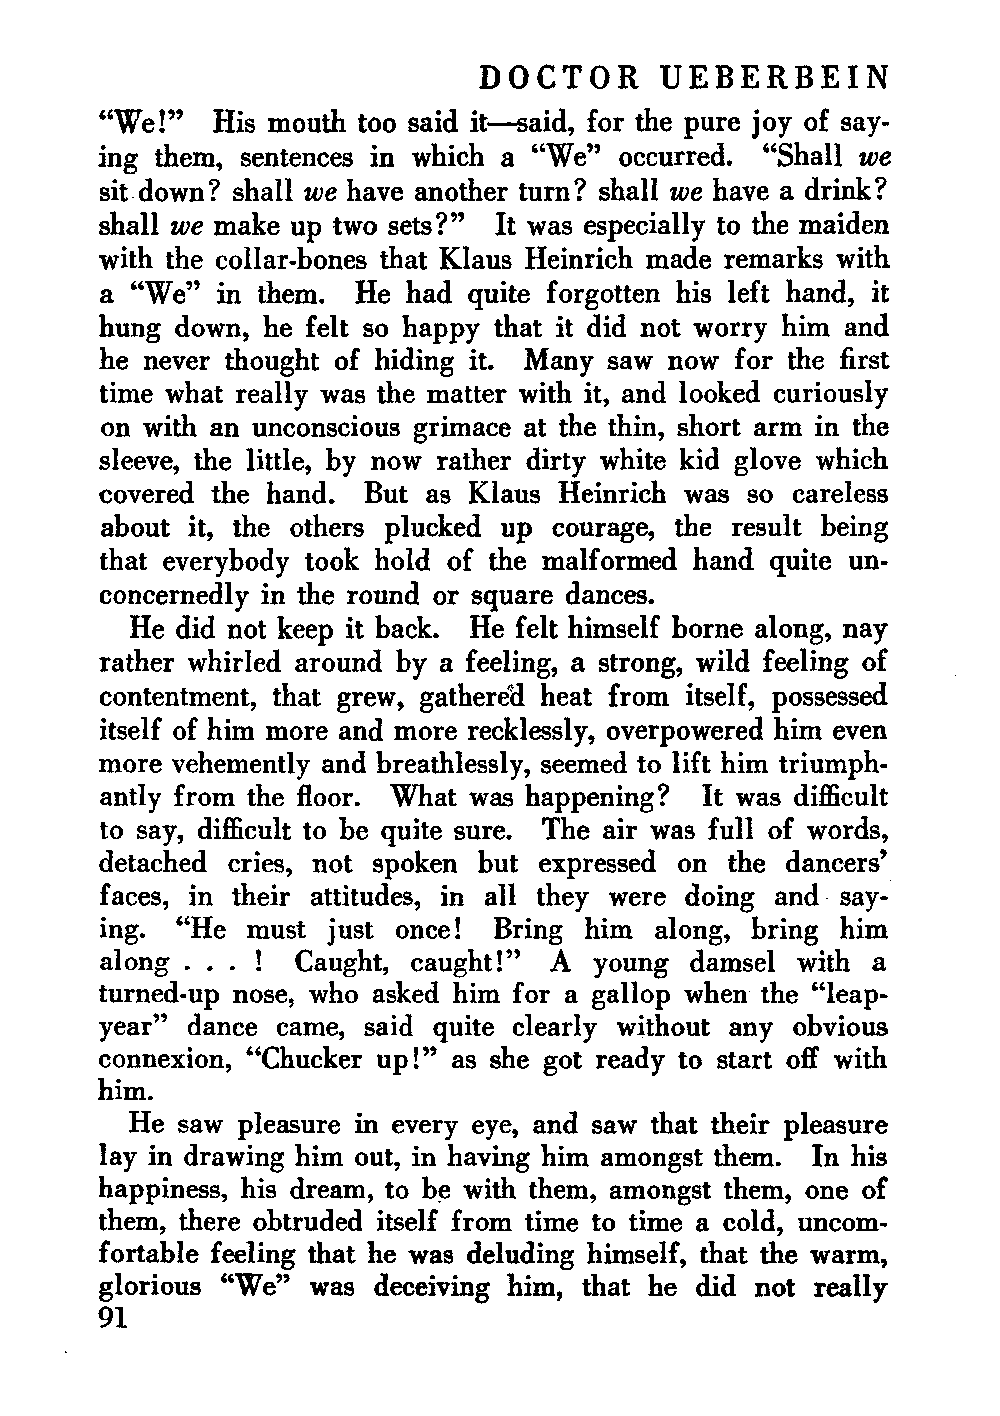 DOCTOR UEBERBEIN
“We!” His mouth too said it—said, for the pure joy of say-
ing them, sentences in which a “We” occurred. “Shall we
sit down? shall we have another turn? shall we have a drink?
shall we make up two sets?” It was especially to the maiden
with the collar-bones that Klaus Heinrich made remarks with
a “We” in them. He had quite forgotten his left hand, it
hung down, he felt so happy that it did not worry him and
he never thought of hiding it. Many saw now for the first
time what really was the matter with it, and looked curiously
on with an unconscious grimace at the thin, short arm in the
sleeve, the little, by now rather dirty white kid glove which
covered the hand. But as Klaus Heinrich was so careless
about it, the others plucked up courage, the result being
that everybody took hold of the malformed hand quite un-
concernedly in the round or square dances.
He did not keep it back. He felt himself borne along, nay
rather whirled around by a feeling, a strong, wild feeling of
contentment, that grew, gathered heat from itself, possessed
itself of him more and more recklessly, overpowered him even
more vehemently and breathlessly, seemed to lift him triumph-
antly from the floor. What was happening? It was difficult
to say, difficult to be quite sure. The air was full of words,
detached cries, not spoken but expressed on the dancers’
faces, in their attitudes, in all they were doing and say-
ing. “He must just once! Bring him along, bring him
along . . . ! Caught, caught!” A young damsel with a
turned-up nose, who asked him for a gallop when the “leap-
year” dance came, said quite clearly without any obvious
connexion, “Chucker up!” as she got ready to start off with
him.
He saw pleasure in every eye, and saw that their pleasure
lay in drawing him out, in having him amongst them. In his
happiness, his dream, to be with them, amongst them, one of
them, there obtruded itself from time to time a cold, uncom-
fortable feeling that he was deluding himself, that the warm,
glorious “We” was deceiving him, that he did not really
91